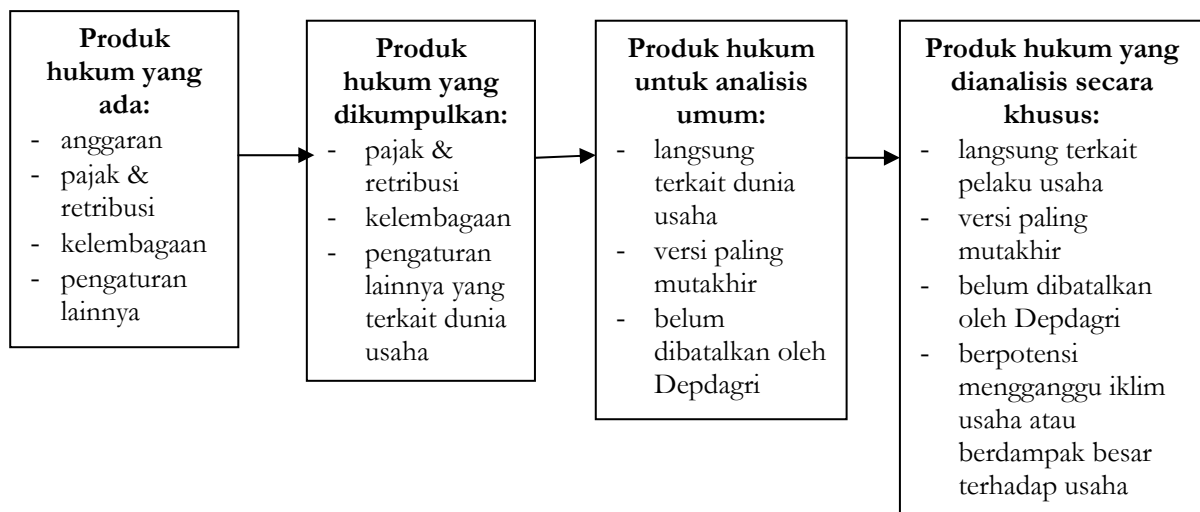 Produk
hukum yang
ada:
- anggaran
- pajak &
retribusi
- kelembagaan
- pengaturan
lainnya
Produk
hukum yang
dikumpulkan:
- pajak &
retribusi
- kelembagaan
- pengaturan
lainnya yang
terkait dunia
usaha
Produk hukum
untuk analisis
umum:
- langsung
terkait dunia
usaha
- versi paling
mutakhir
- belum
dibatalkan oleh
Depdagri
Produk hukum yang
dianalisis secara
khusus:
- langsung terkait
pelaku usaha
- versi paling
mutakhir
- belum dibatalkan
oleh Depdagri
- berpotensi
mengganggu iklim
usaha atau
berdampak besar
terhadap usaha